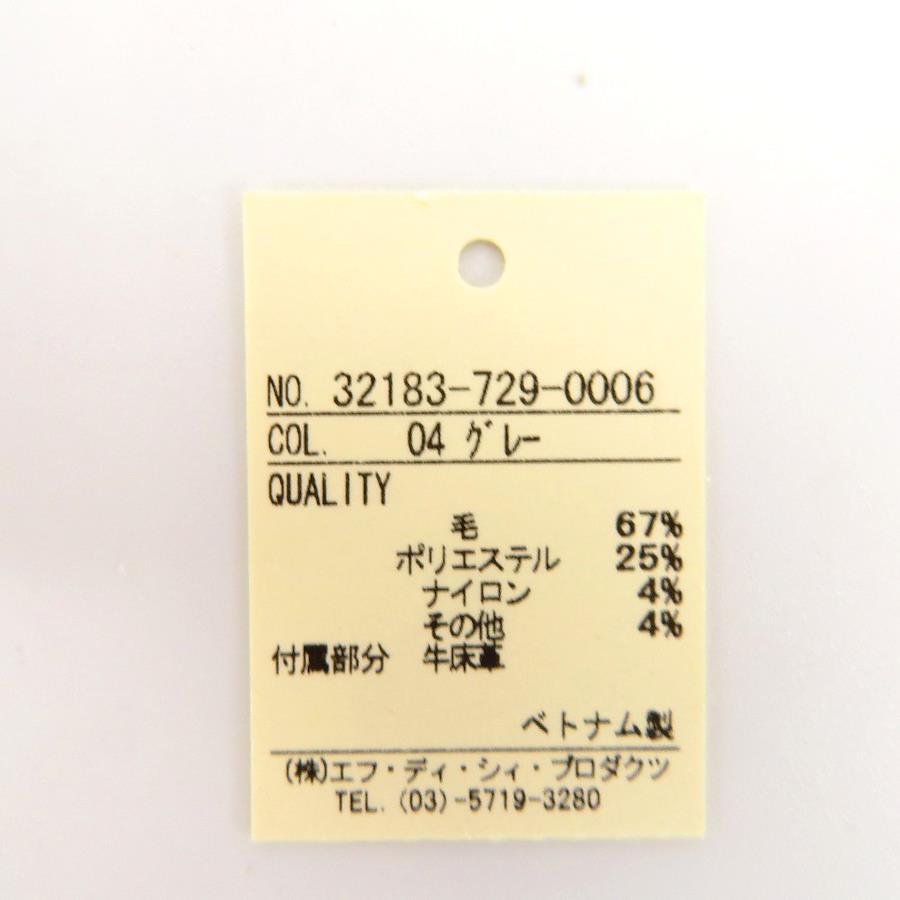 NO. 32183-729-0006
COL. 04 グレー
QUALITY
毛 67%
ポリエステル 25%
ナイロン 4%
その他 4%
付属部分 牛床革
ベトナム製
(株)エフ・ディ・シィ・プロダクツ
TEL. (03)-5719-3280